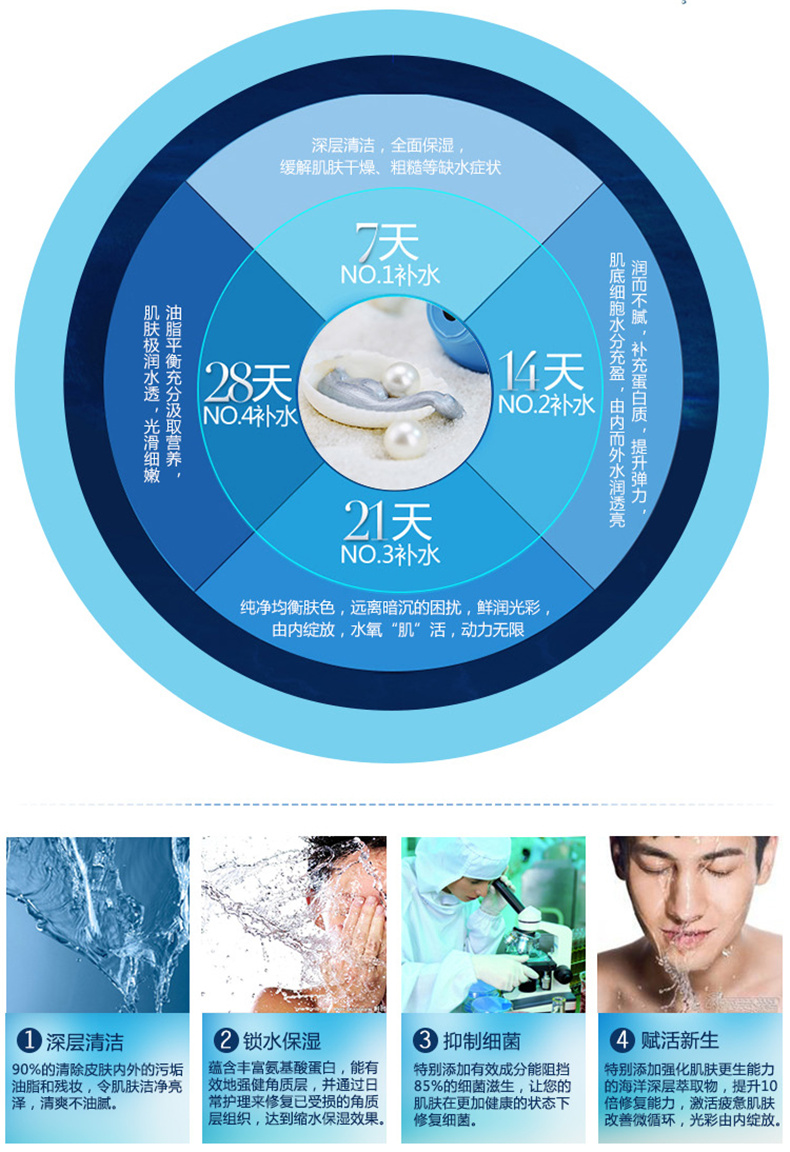 深层清洁，全面保湿，
缓解肌肤干燥、粗糙等缺水症状
7天
NO.1补水
润而不腻，补充蛋白质，提升弹力，
肌底细胞水分充盈，由内而外水润透亮
14天
NO.2补水
21天
NO.3补水
纯净均衡肤色，远离暗沉的困扰，鲜润光彩，
由内绽放，水氧“肌”活，动力无限
28天
NO.4补水
油脂平衡充分汲取营养，
肌肤极润水透，光滑细嫩
1 深层清洁
90%的清除皮肤内外的污垢
油脂和残妆，令肌肤洁净亮
泽，清爽不油腻。
2 锁水保湿
蕴含丰富氨基酸蛋白，能有
效地强健角质层，并通过日
常护理来修复已受损的角质
层组织，达到缩水保湿效果。
3 抑制细菌
特别添加有效成分能阻挡
85%的细菌滋生，让您的
肌肤在更加健康的状态下
修复细菌。
4 赋活新生
特别添加强化肌肤更生能力
的海洋深层萃取物，提升10
倍修复能力，激活疲惫肌肤
改善微循环，光彩由内绽放。